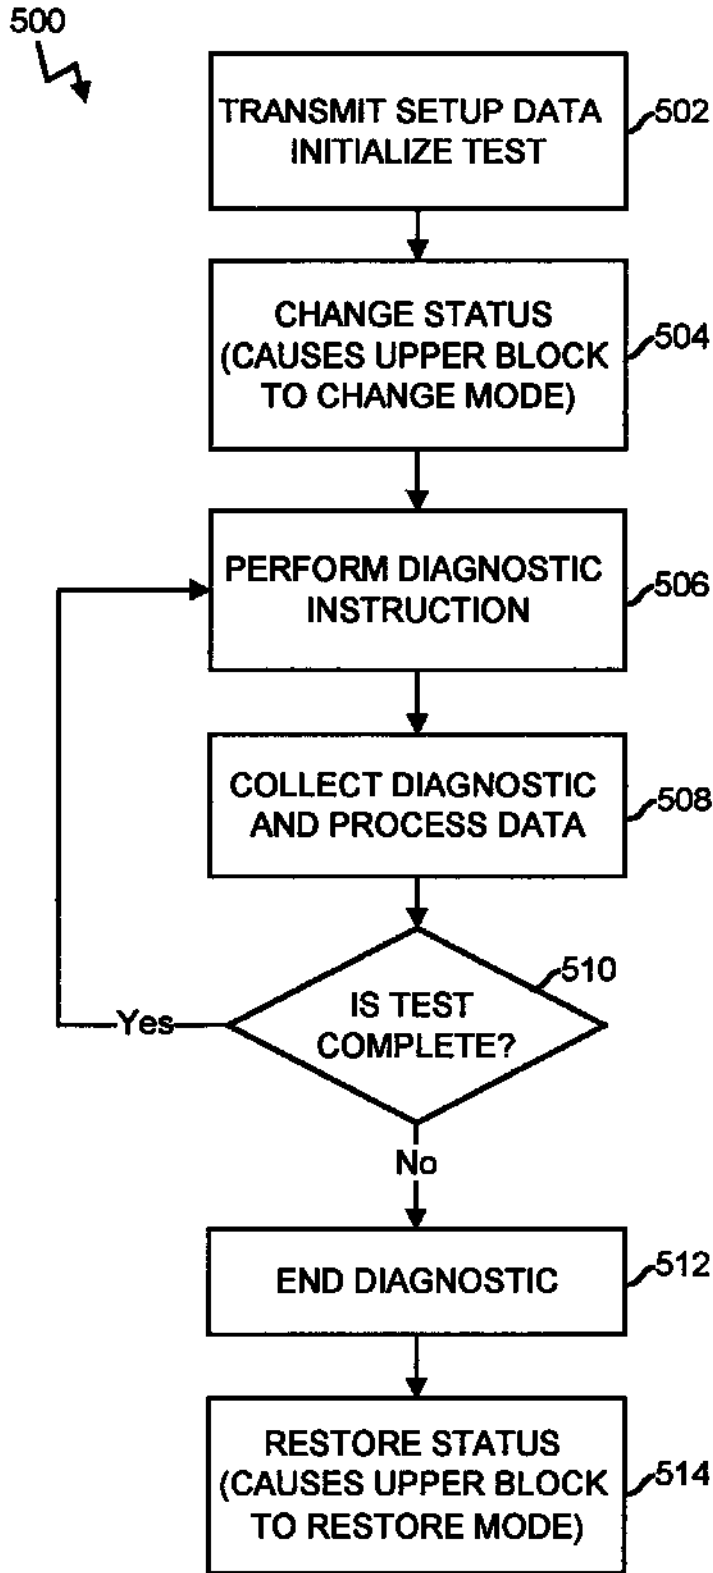 500
TRANSMIT SETUP DATA
INITIALIZE TEST
502
CHANGE STATUS
(CAUSES UPPER BLOCK
TO CHANGE MODE)
504
PERFORM DIAGNOSTIC
INSTRUCTION
506
COLLECT DIAGNOSTIC
AND PROCESS DATA
508
IS TEST
COMPLETE?
510
Yes
No
END DIAGNOSTIC
512
RESTORE STATUS
(CAUSES UPPER BLOCK
TO RESTORE MODE)
514